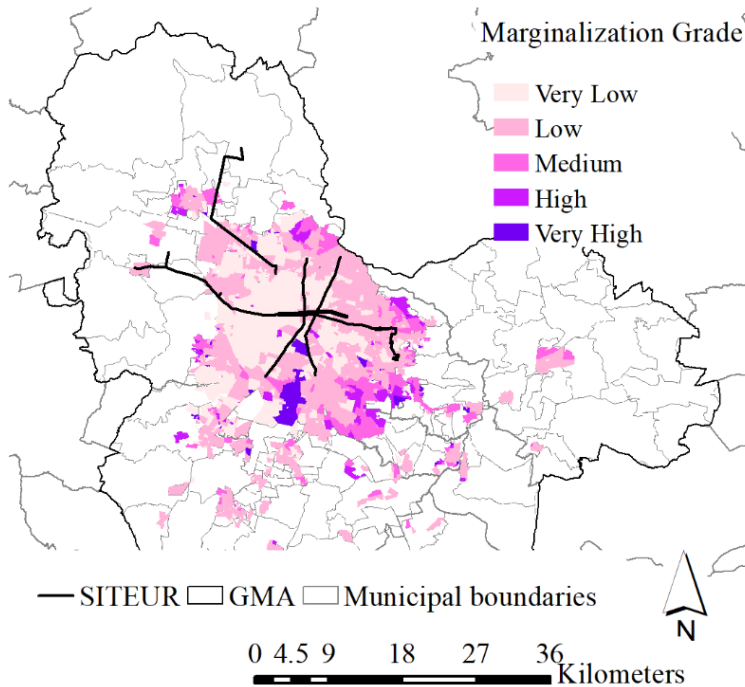 Marginalization Grade
Very Low
Low
Medium
High
Very High
SITEUR GMA Municipal boundaries
N
0 4.5 9 18 27 36
Kilometers